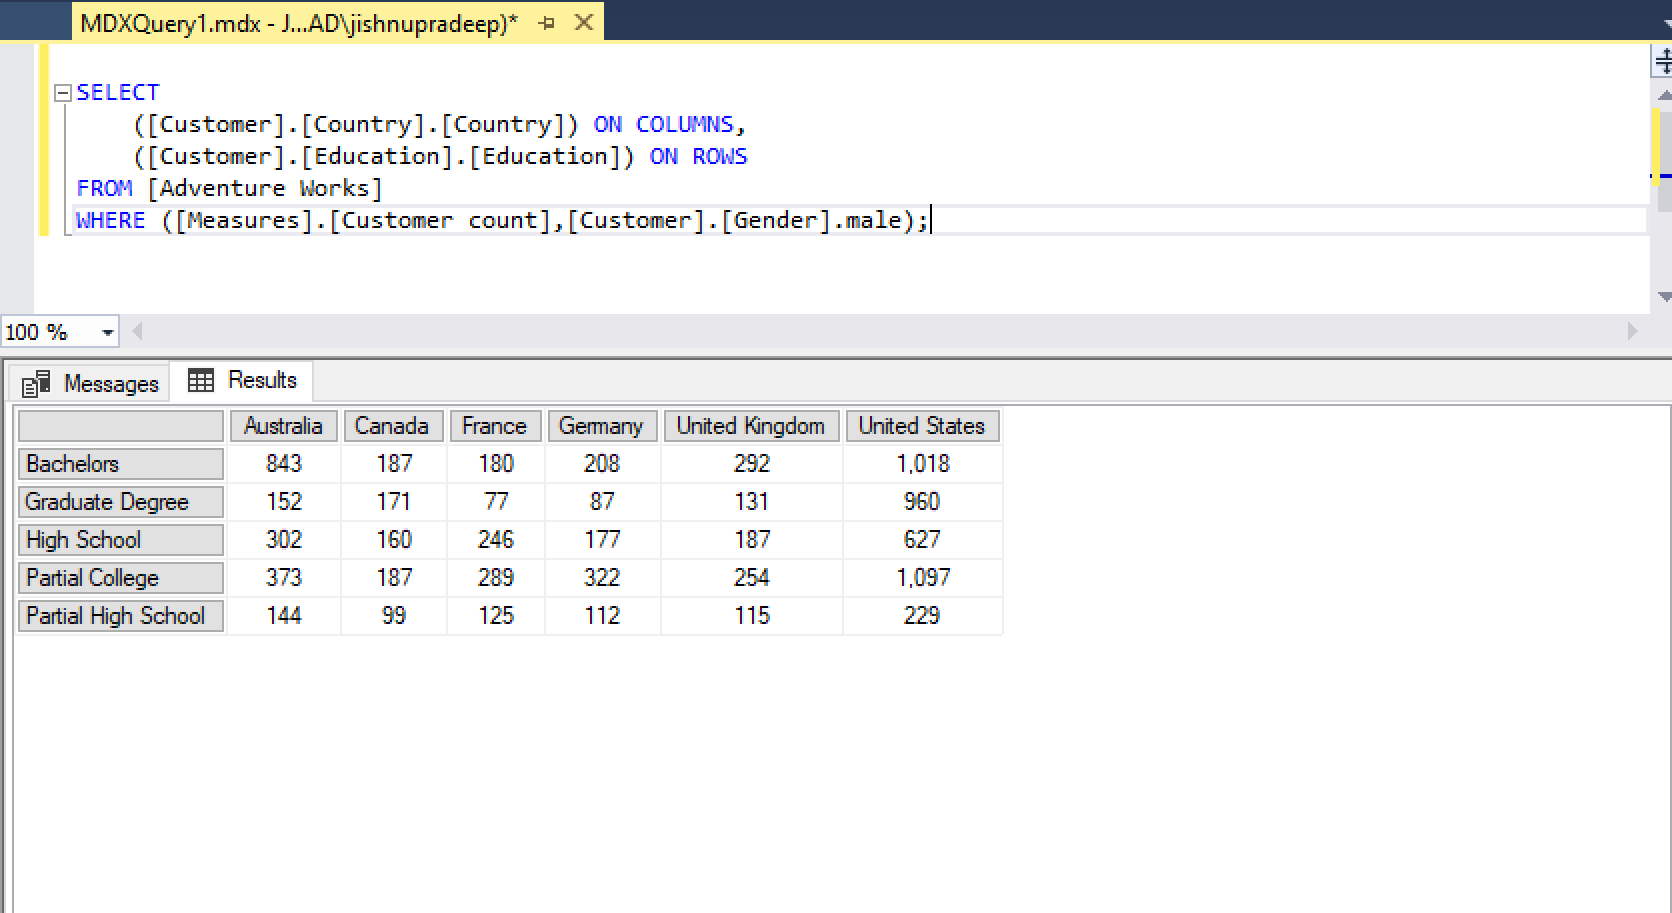 MDXQuery1.mdx - J...AD\jishnupradeep)*
SELECT
([Customer].[Country].[Country]) ON COLUMNS,
([Customer].[Education].[Education]) ON ROWS
FROM [Adventure Works]
WHERE ([Measures].[Customer count],[Customer].[Gender].male);
100 %
Messages Results
Australia Canada France Germany United Kingdom United States
Bachelors 843 187 180 208 292 1,018
Graduate Degree 152 171 77 87 131 960
High School 302 160 246 177 187 627
Partial College 373 187 289 322 254 1,097
Partial High School 144 99 125 112 115 229